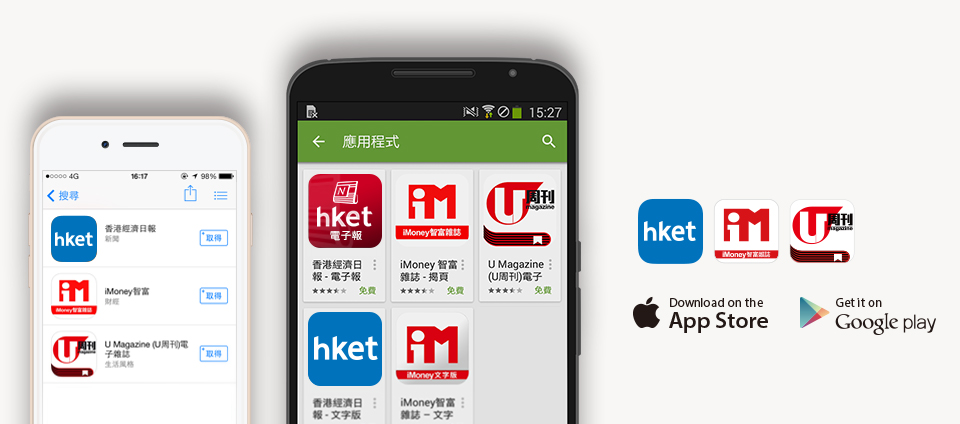 4G
16:17
98%
搜尋
hket
香港經濟日報
新聞
取得
iM
iMoney智富雜誌
iMoney智富
財經
取得
U周刊
magazine
U Magazine (U周刊)電
子雜誌
生活風格
取得
15:27
應用程式
hket
電子報
香港經濟日
報 - 電子報
免費
iM
iMoney智富雜誌
iMoney 智富
雜誌 - 揭頁
免費
U周刊
magazine
U Magazine
(U周刊)電子
免費
hket
香港經濟日
報 - 文字版
iM
iMoney文字版
iMoney智富
雜誌 – 文字
hket
iM
iMoney智富雜誌
U周刊
magazine
Download on the
App Store
Get it on
Google play